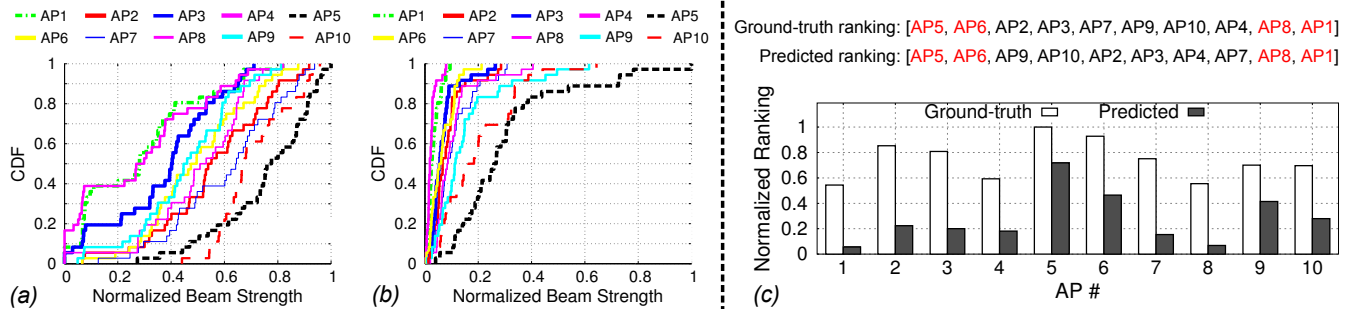 AP1 AP2 AP3 AP4 AP5
AP6 AP7 AP8 AP9 AP10
1
0.8
0.6
0.4
0.2
0
CDF
0 0.2 0.4 0.6 0.8 1
Normalized Beam Strength
(a)
AP1 AP2 AP3 AP4 AP5
AP6 AP7 AP8 AP9 AP10
1
0.8
0.6
0.4
0.2
0
CDF
0 0.2 0.4 0.6 0.8 1
Normalized Beam Strength
(b)
Ground-truth ranking: [AP5, AP6, AP2, AP3, AP7, AP9, AP10, AP4, AP8, AP1]
Predicted ranking: [AP5, AP6, AP9, AP10, AP2, AP3, AP4, AP7, AP8, AP1]
Ground-truth Predicted
1
0.8
0.6
0.4
0.2
0
Normalized Ranking
1 2 3 4 5 6 7 8 9 10
AP #
(c)